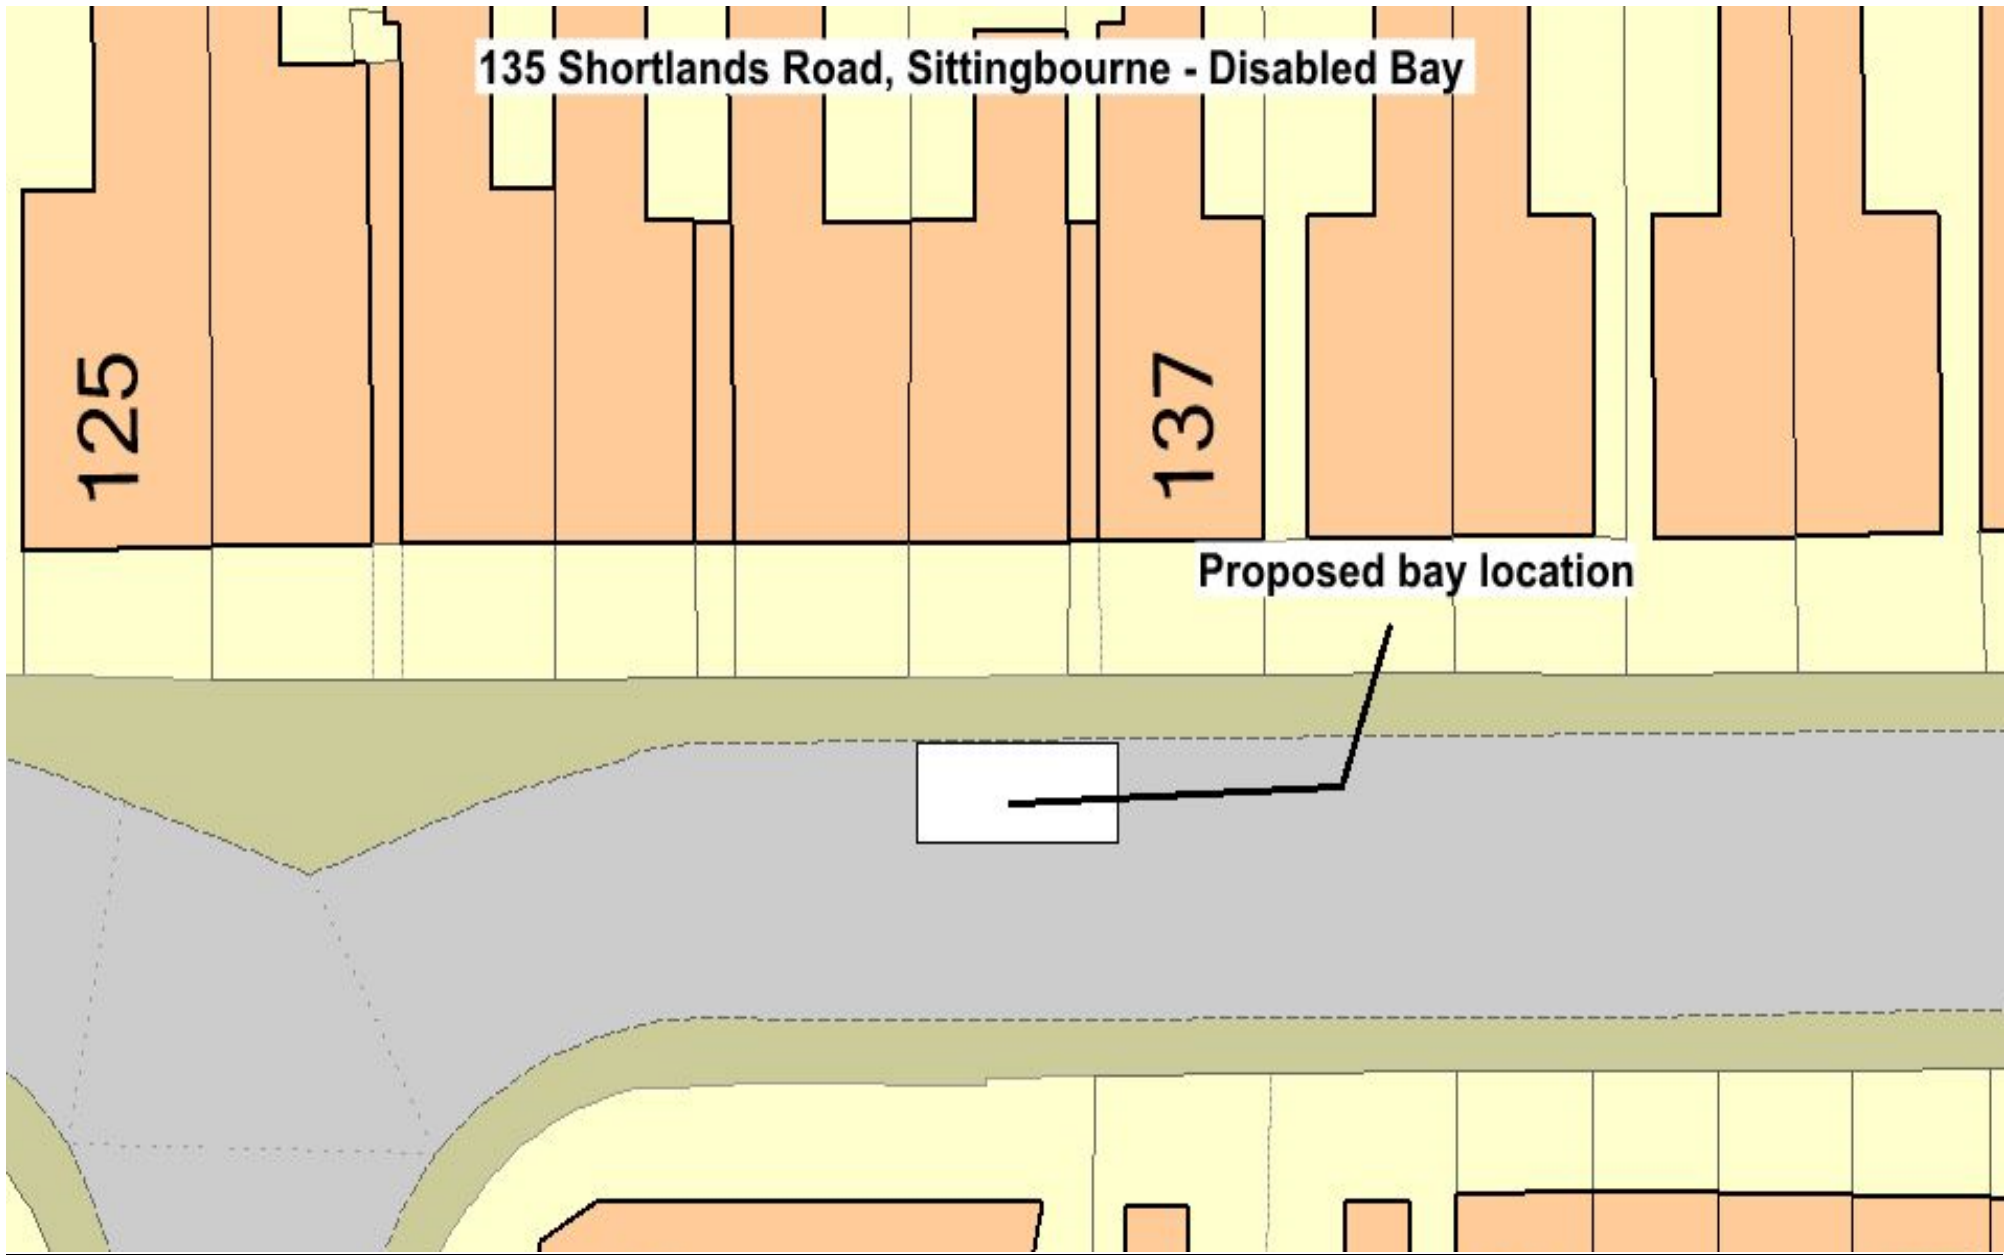 135 Shortlands Road, Sittingbourne - Disabled Bay
125
137
Proposed bay location